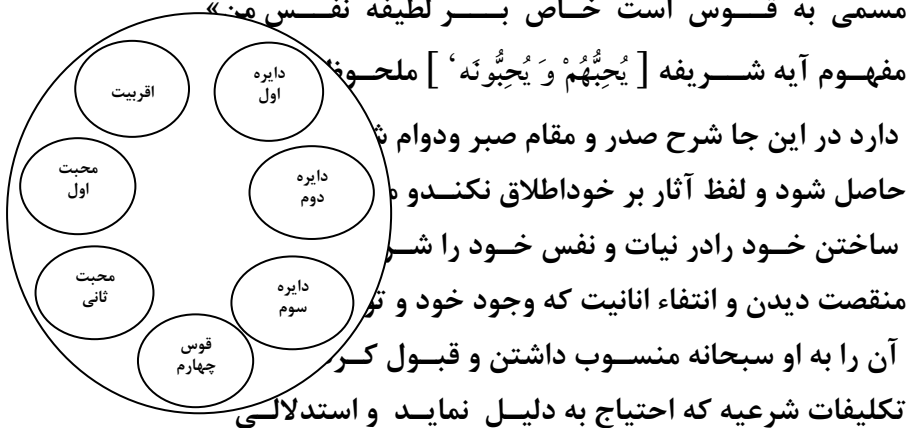 مسمی به قوس است خاص بر لطیفه نفس من»
مفهوم آیه شریفه [ یُحِبُّهُمْ وَ یُحِبُّونَه‘ ]
دارد در این جا شرح صدر و مقام صبر ودوام
حاصل شود و لفظ آثار بر خوداطلاق نکندو
ساختن خود رادر نیات و نفس خود را
منقصت دیدن و انتفاء انانیت که وجود خود و
آن را به او سبحانه منسوب داشتن و قبول
تکلیفات شرعیه که احتیاج به دلیل نماید و استدلالی
دایره
اول
دایره
دوم
دایره
سوم
قوس
چهارم
محبت
ثانی
محبت
اول
اقربیت